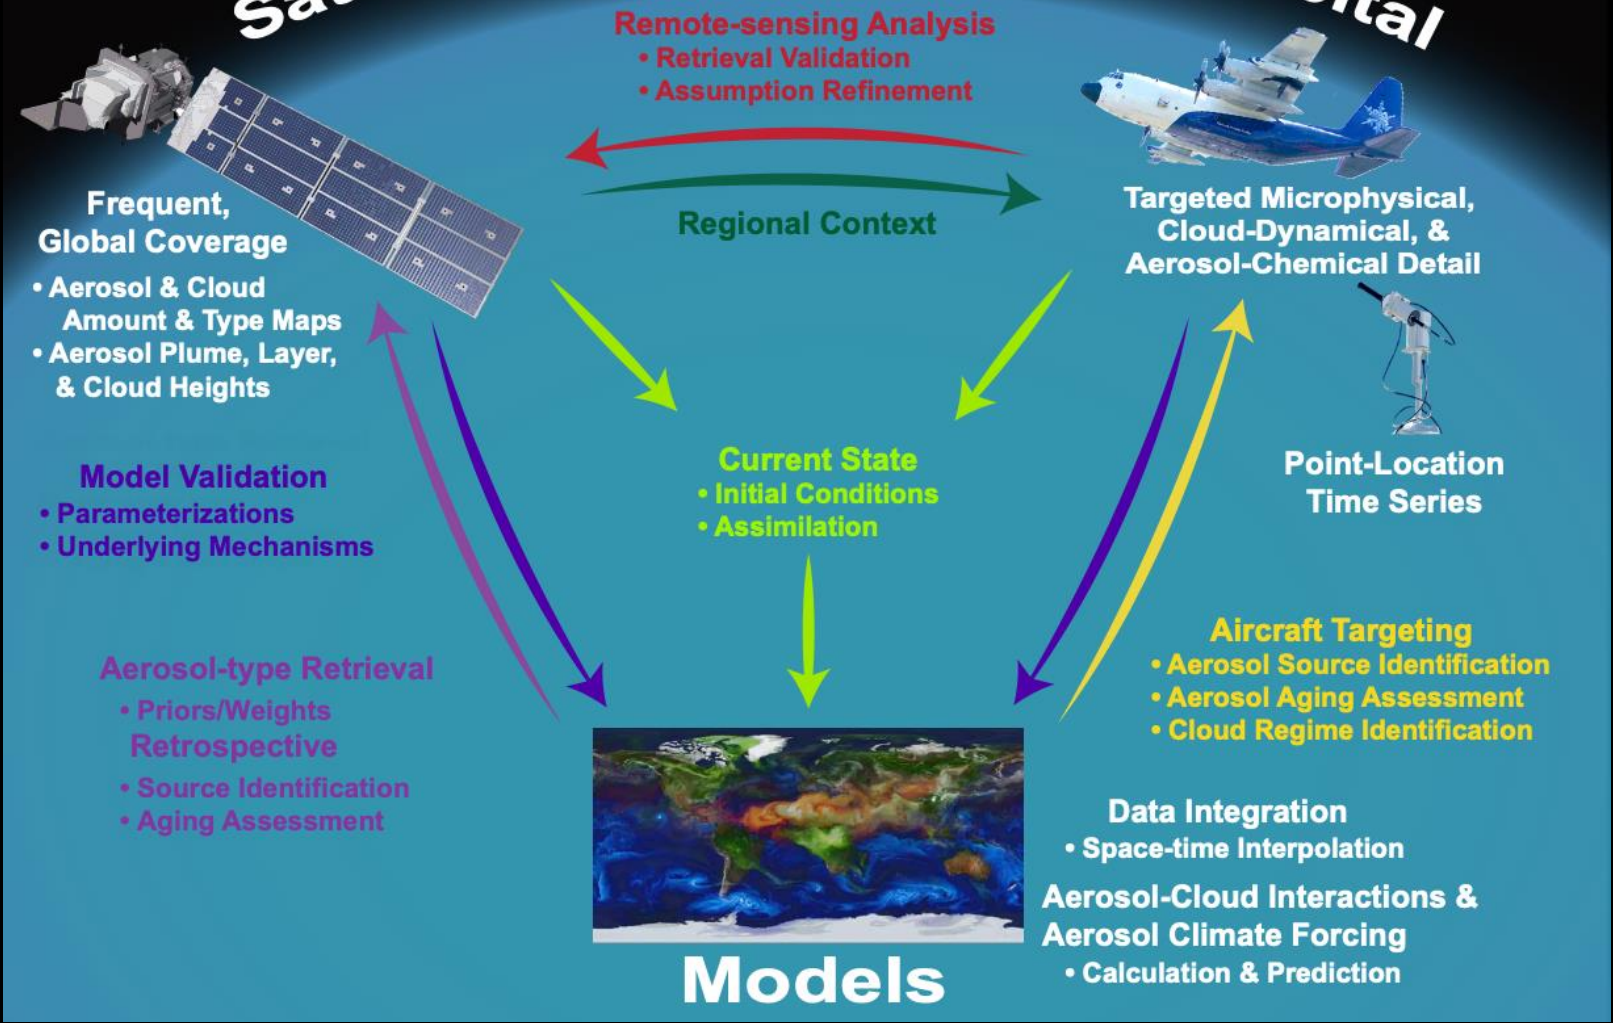 Remote-sensing Analysis
• Retrieval Validation
• Assumption Refinement
Regional Context
Frequent,
Global Coverage
• Aerosol & Cloud
Amount & Type Maps
• Aerosol Plume, Layer,
& Cloud Heights
Targeted Microphysical,
Cloud-Dynamical, &
Aerosol-Chemical Detail
Point-Location
Time Series
Model Validation
• Parameterizations
• Underlying Mechanisms
Current State
• Initial Conditions
• Assimilation
Aerosol-type Retrieval
• Priors/Weights
Retrospective
• Source Identification
• Aging Assessment
Aircraft Targeting
• Aerosol Source Identification
• Aerosol Aging Assessment
• Cloud Regime Identification
Data Integration
• Space-time Interpolation
Aerosol-Cloud Interactions &
Aerosol Climate Forcing
• Calculation & Prediction
Models